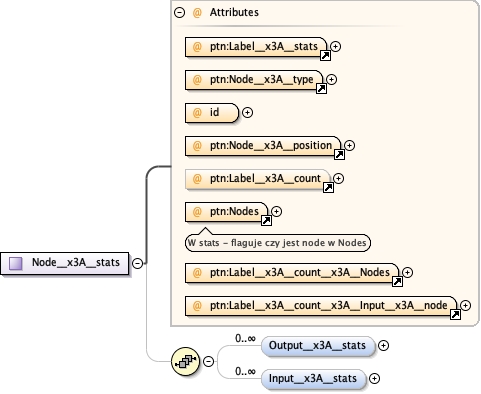 @ Attributes
@ ptn:Label__x3A__stats
@ ptn:Node__x3A__type
@ id
@ ptn:Node__x3A__position
@ ptn:Label__x3A__count
@ ptn:Nodes
W stats – flaguje czy jest node w Nodes
Node__x3A__stats
@ ptn:Label__x3A__count__x3A__Nodes
@ ptn:Label__x3A__count__x3A__Input__x3A__node
0..∞
Output__x3A__stats
0..∞
Input__x3A__stats